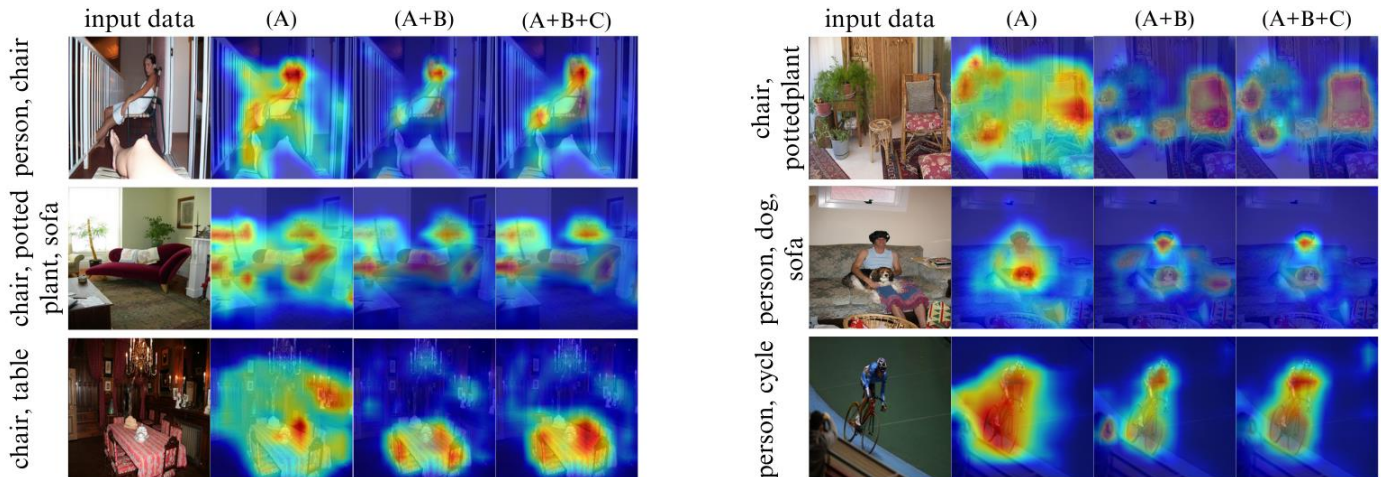 input data (A) (A+B) (A+B+C)
person, chair
chair, potted
plant, sofa
chair, table
input data (A) (A+B) (A+B+C)
chair,
pottedplant
person, dog,
sofa
person, cycle